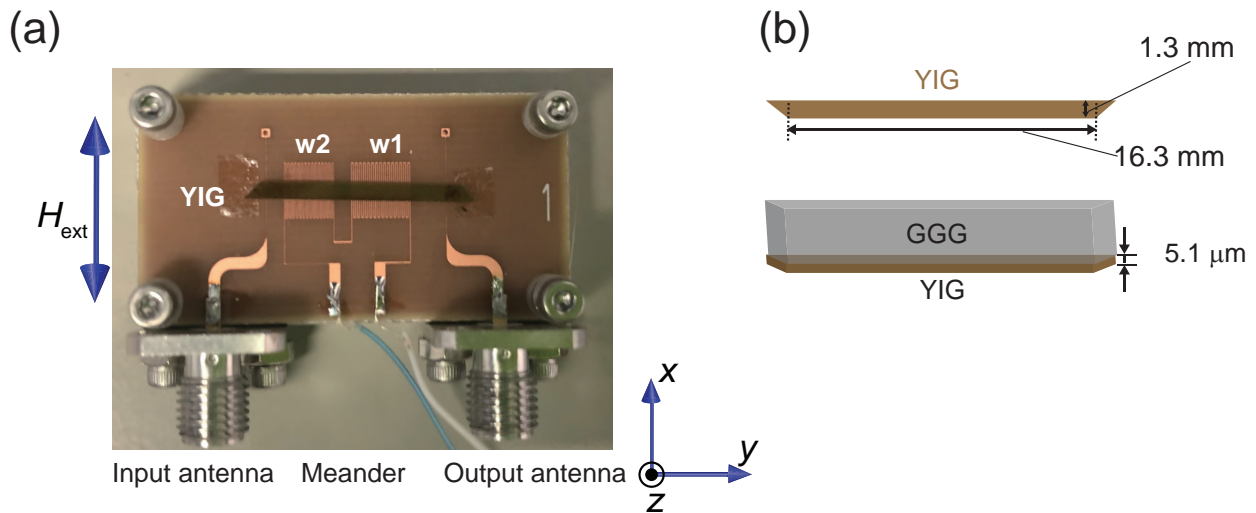 (a)
(b)
w2
w1
YIG
1
Hext
Input antenna
Meander
Output antenna
x
y
z
YIG
1.3 mm
16.3 mm
GGG
5.1 μm
YIG